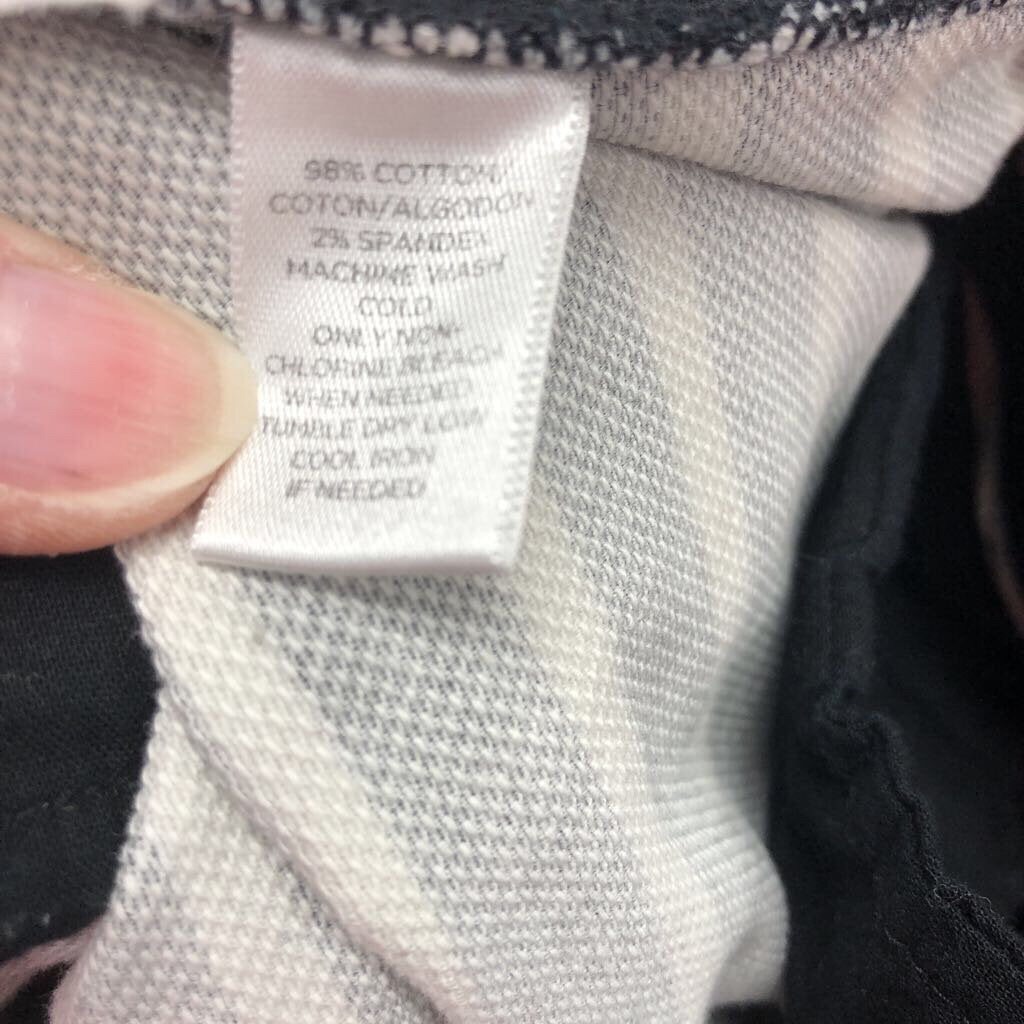 98% COTTON/
COTON/ALGODON
2% SPANDEX
MACHINE WASH
COLD
ONLY NON-
CHLORINE BLEACH
WHEN NEEDED
TUMBLE DRY LOW
COOL IRON
IF NEEDED